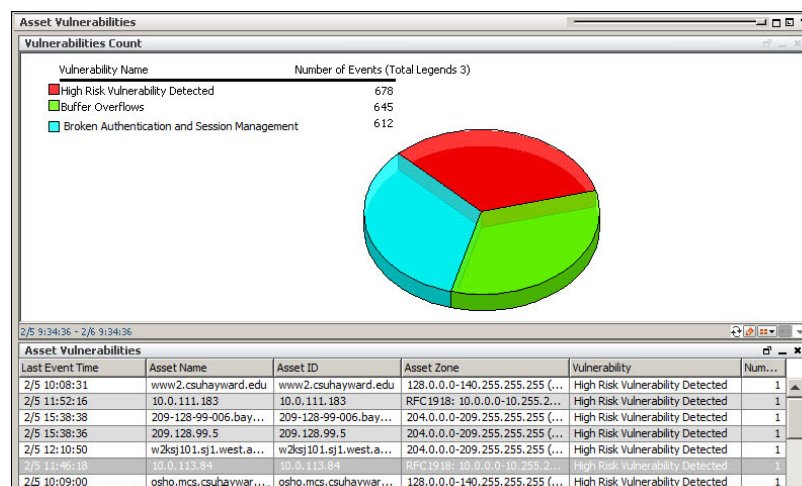 Asset Vulnerabilities
Vulnerabilities Count
Vulnerability Name Number of Events (Total Legends 3)
High Risk Vulnerability Detected 678
Buffer Overflows 645
Broken Authentication and Session Management 612
2/5 9:34:36 - 2/6 9:34:36
Asset Vulnerabilities
Last Event Time Asset Name Asset ID Asset Zone Vulnerability Num...
2/5 10:08:31 www2.csuhayward.edu www2.csuhayward.edu 128.0.0.0-140.255.255.255 (... High Risk Vulnerability Detected 1
2/5 11:52:16 10.0.111.183 10.0.111.183 RFC1918: 10.0.0.0-10.255.2... High Risk Vulnerability Detected 1
2/5 15:38:38 209-128-99-006.bay... 209-128-99-006.bay... 204.0.0.0-209.255.255.255 (... High Risk Vulnerability Detected 1
2/5 15:38:36 209.128.99.5 209.128.99.5 204.0.0.0-209.255.255.255 (... High Risk Vulnerability Detected 1
2/5 12:10:50 w2ksj101.sj1.west.a... w2ksj101.sj1.west.a... 204.0.0.0-209.255.255.255 (... High Risk Vulnerability Detected 1
2/5 11:46:18 10.0.113.84 10.0.113.84 RFC1918: 10.0.0.0-10.255.2... High Risk Vulnerability Detected 1
2/5 10:09:00 osho.mcs.csuhaywar... osho.mcs.csuhaywar... 128.0.0.0-140.255.255.255 (... High Risk Vulnerability Detected 1